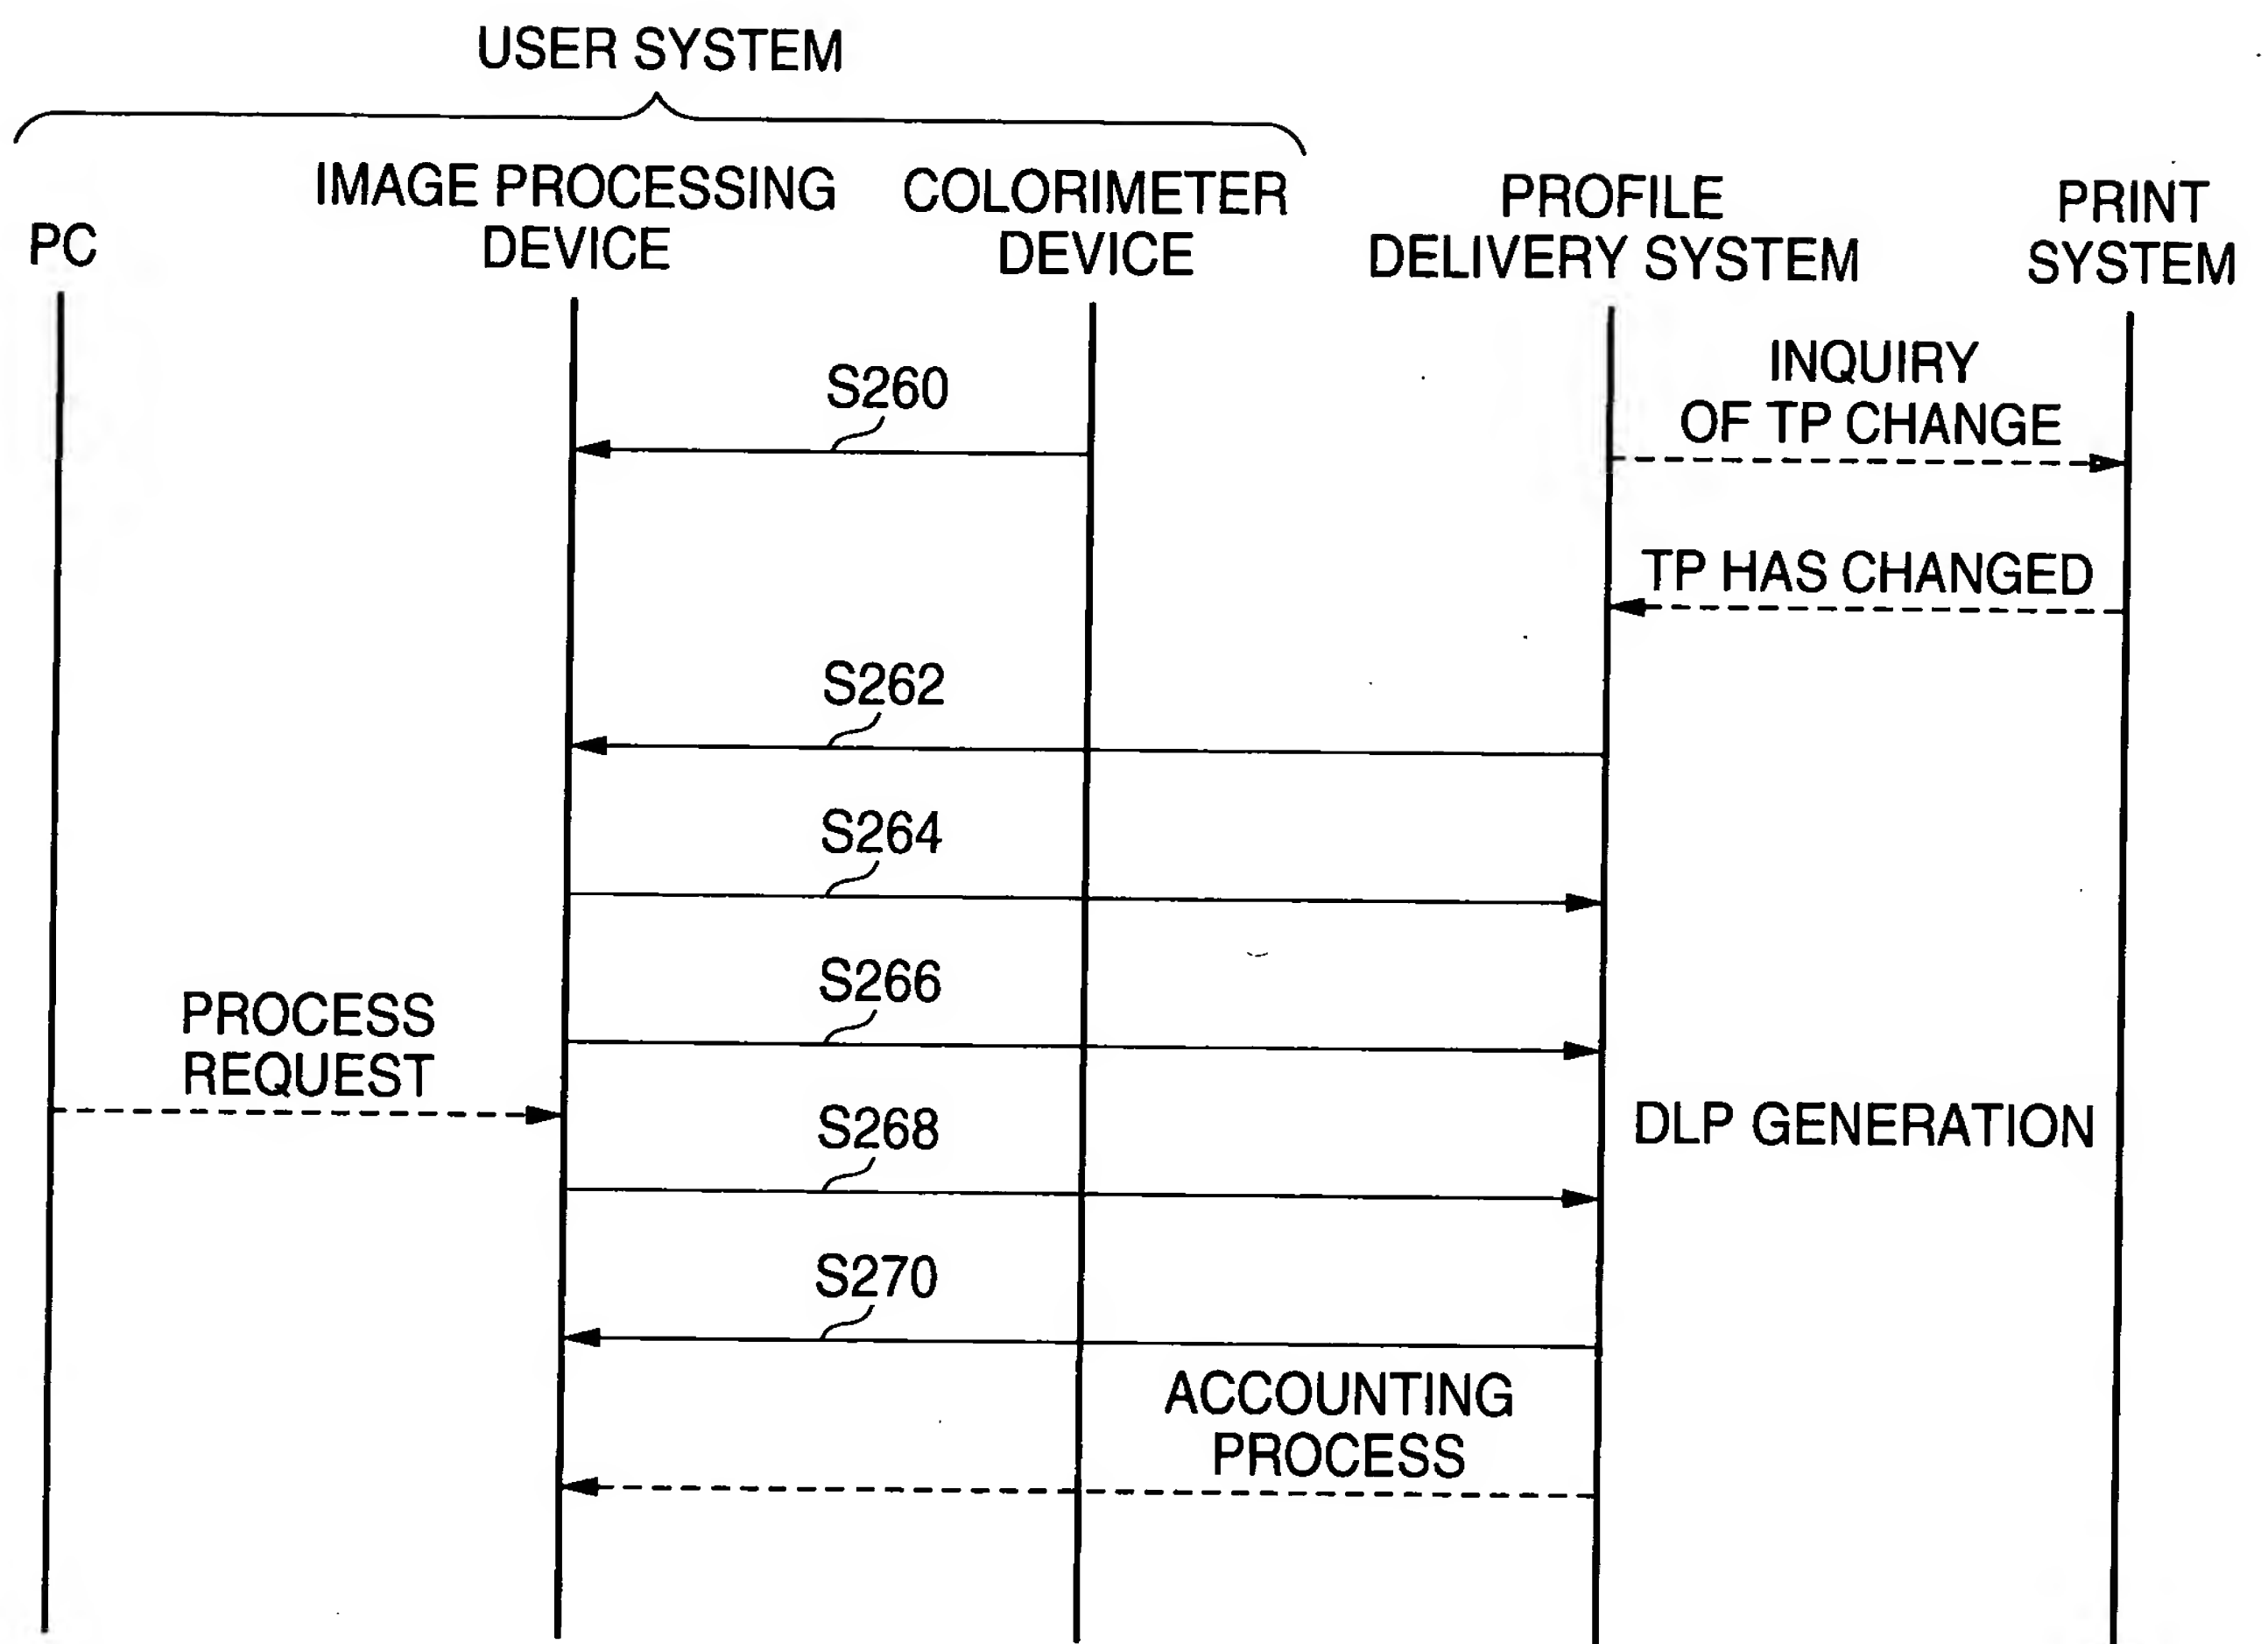 USER SYSTEM
PC
IMAGE PROCESSING
DEVICE
COLORIMETER
DEVICE
PROFILE
DELIVERY SYSTEM
PRINT
SYSTEM
S260
INQUIRY
OF TP CHANGE
TP HAS CHANGED
S262
S264
S266
PROCESS
REQUEST
S268
DLP GENERATION
S270
ACCOUNTING
PROCESS